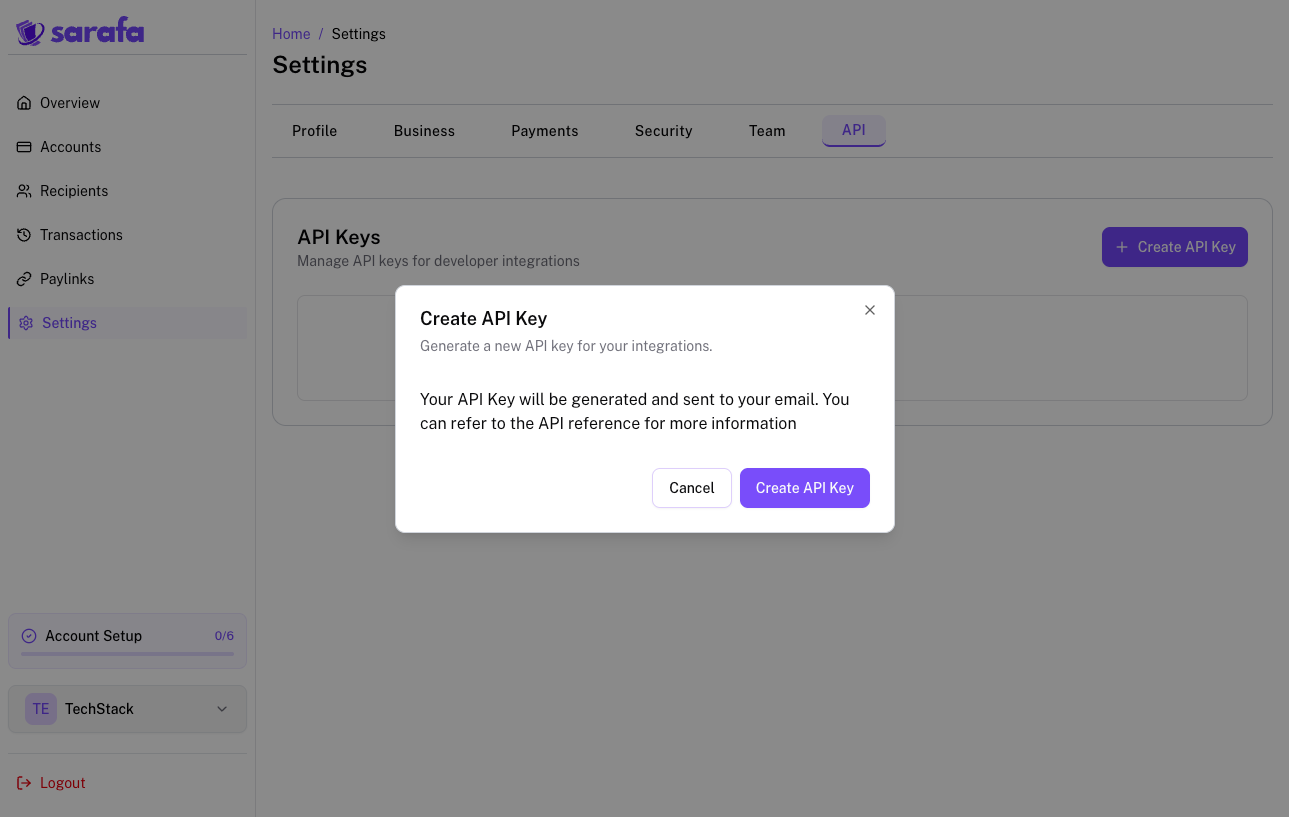 sarafa
Overview
Accounts
Recipients
Transactions
Paylinks
Settings
Account Setup 0/6
TE TechStack
Logout
Home / Settings
Settings
Profile Business Payments Security Team API
API Keys
Manage API keys for developer integrations
+ Create API Key
Create API Key
Generate a new API key for your integrations.
Your API Key will be generated and sent to your email. You
can refer to the API reference for more information
Cancel Create API Key